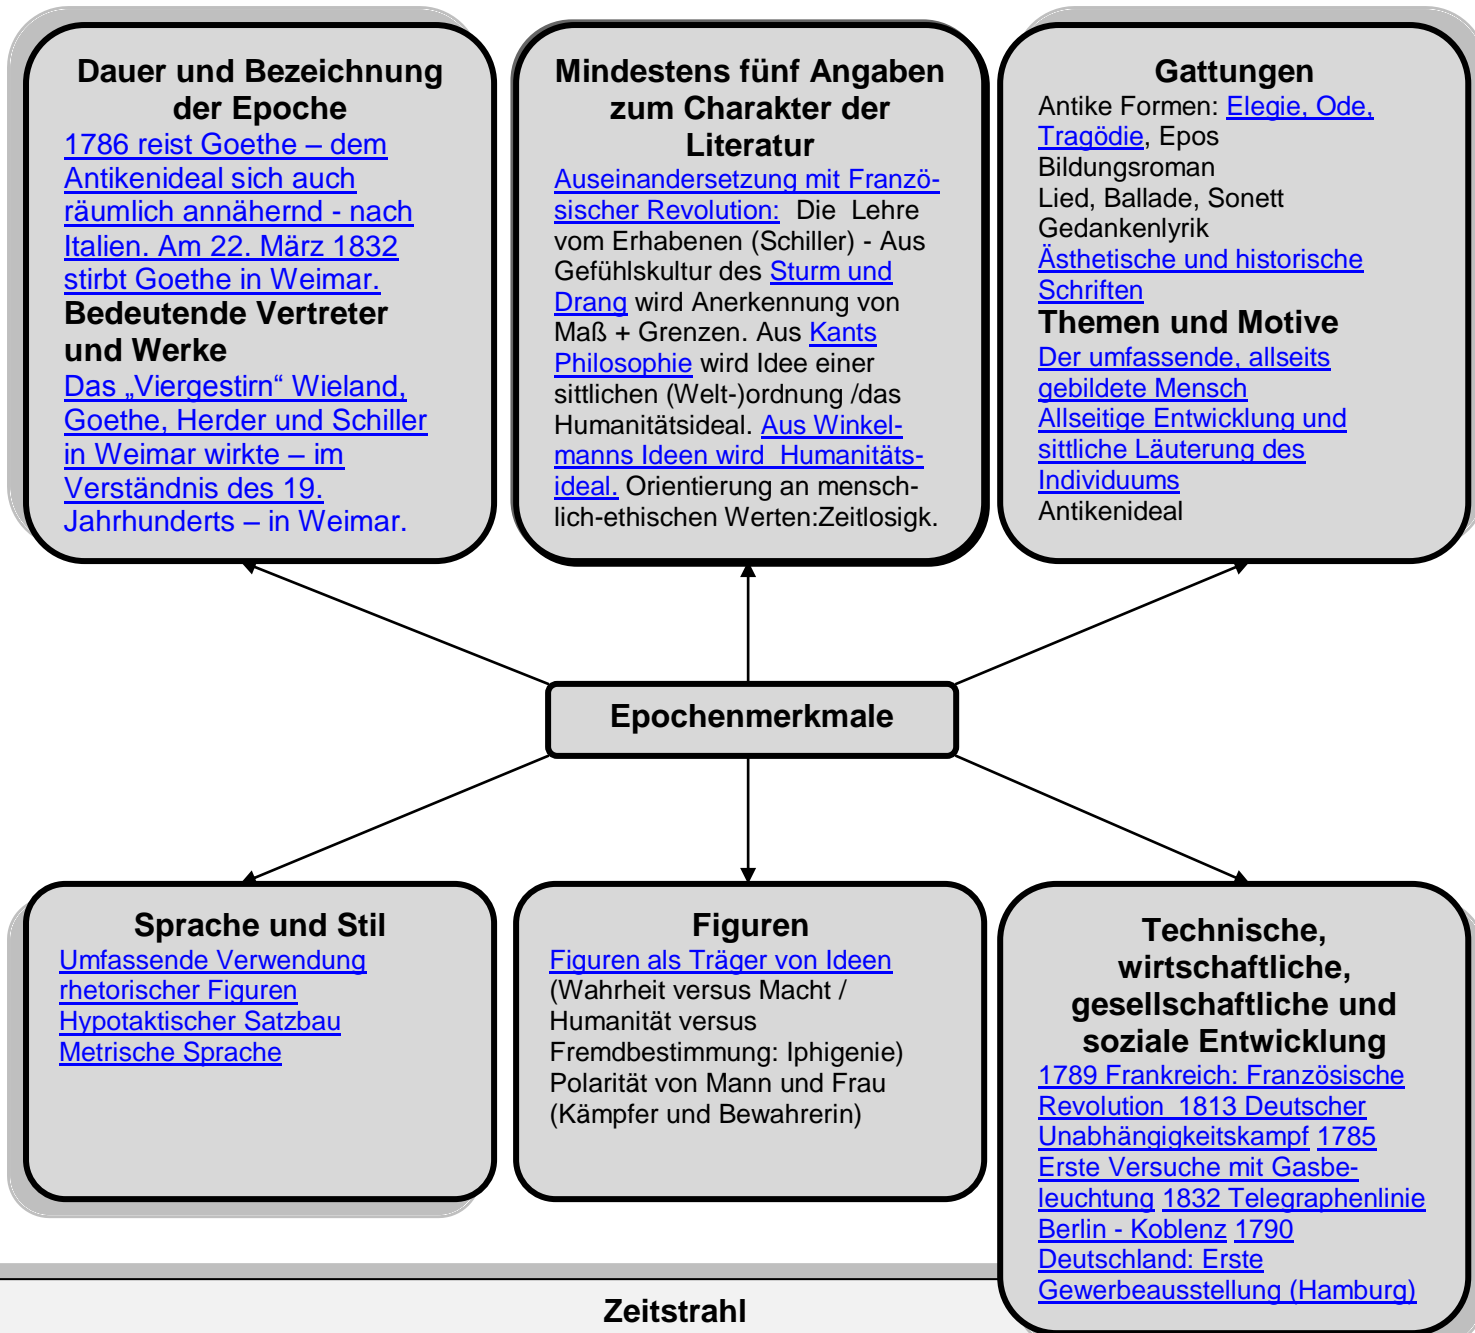 Dauer und Bezeichnung
der Epoche
1786 reist Goethe – dem
Antikenideal sich auch
räumlich annähernd - nach
Italien. Am 22. März 1832
stirbt Goethe in Weimar.
Bedeutende Vertreter
und Werke
Das „Viergestirn“ Wieland,
Goethe, Herder und Schiller
in Weimar wirkte – im
Verständnis des 19.
Jahrhunderts – in Weimar.
Mindestens fünf Angaben
zum Charakter der
Literatur
Auseinandersetzung mit Franzö-
sischer Revolution: Die Lehre
vom Erhabenen (Schiller) - Aus
Gefühlskultur des Sturm und
Drang wird Anerkennung von
Maß + Grenzen. Aus Kants
Philosophie wird Idee einer
sittlichen (Welt-)ordnung /das
Humanitätsideal. Aus Winkel-
manns Ideen wird Humanitäts-
ideal. Orientierung an mensch-
lich-ethischen Werten:Zeitlosigk.
Gattungen
Antike Formen: Elegie, Ode,
Tragödie, Epos
Bildungsroman
Lied, Ballade, Sonett
Gedankenlyrik
Ästhetische und historische
Schriften
Themen und Motive
Der umfassende, allseits
gebildete Mensch
Allseitige Entwicklung und
sittliche Läuterung des
Individuums
Antikenideal
Epochenmerkmale
Sprache und Stil
Umfassende Verwendung
rhetorischer Figuren
Hypotaktischer Satzbau
Metrische Sprache
Figuren
Figuren als Träger von Ideen
(Wahrheit versus Macht /
Humanität versus
Fremdbestimmung: Iphigenie)
Polarität von Mann und Frau
(Kämpfer und Bewahrerin)
Technische,
wirtschaftliche,
gesellschaftliche und
soziale Entwicklung
1789 Frankreich: Französische
Revolution 1813 Deutscher
Unabhängigkeitskampf 1785
Erste Versuche mit Gasbe-
leuchtung 1832 Telegraphenlinie
Berlin - Koblenz 1790
Deutschland: Erste
Gewerbeausstellung (Hamburg)
Zeitstrahl